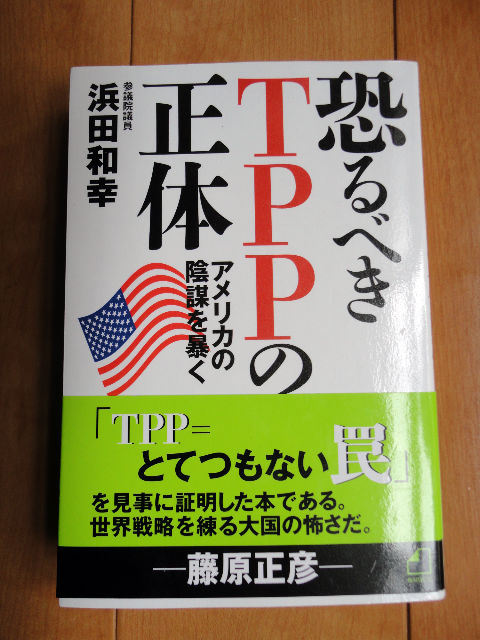 恐るべき
TPPの
正体
アメリカの
陰謀を暴く
参議院議員
浜田和幸
「TPP=
とてつもない罠」
を見事に証明した本である。
世界戦略を練る大国の怖さだ。
—藤原正彦—